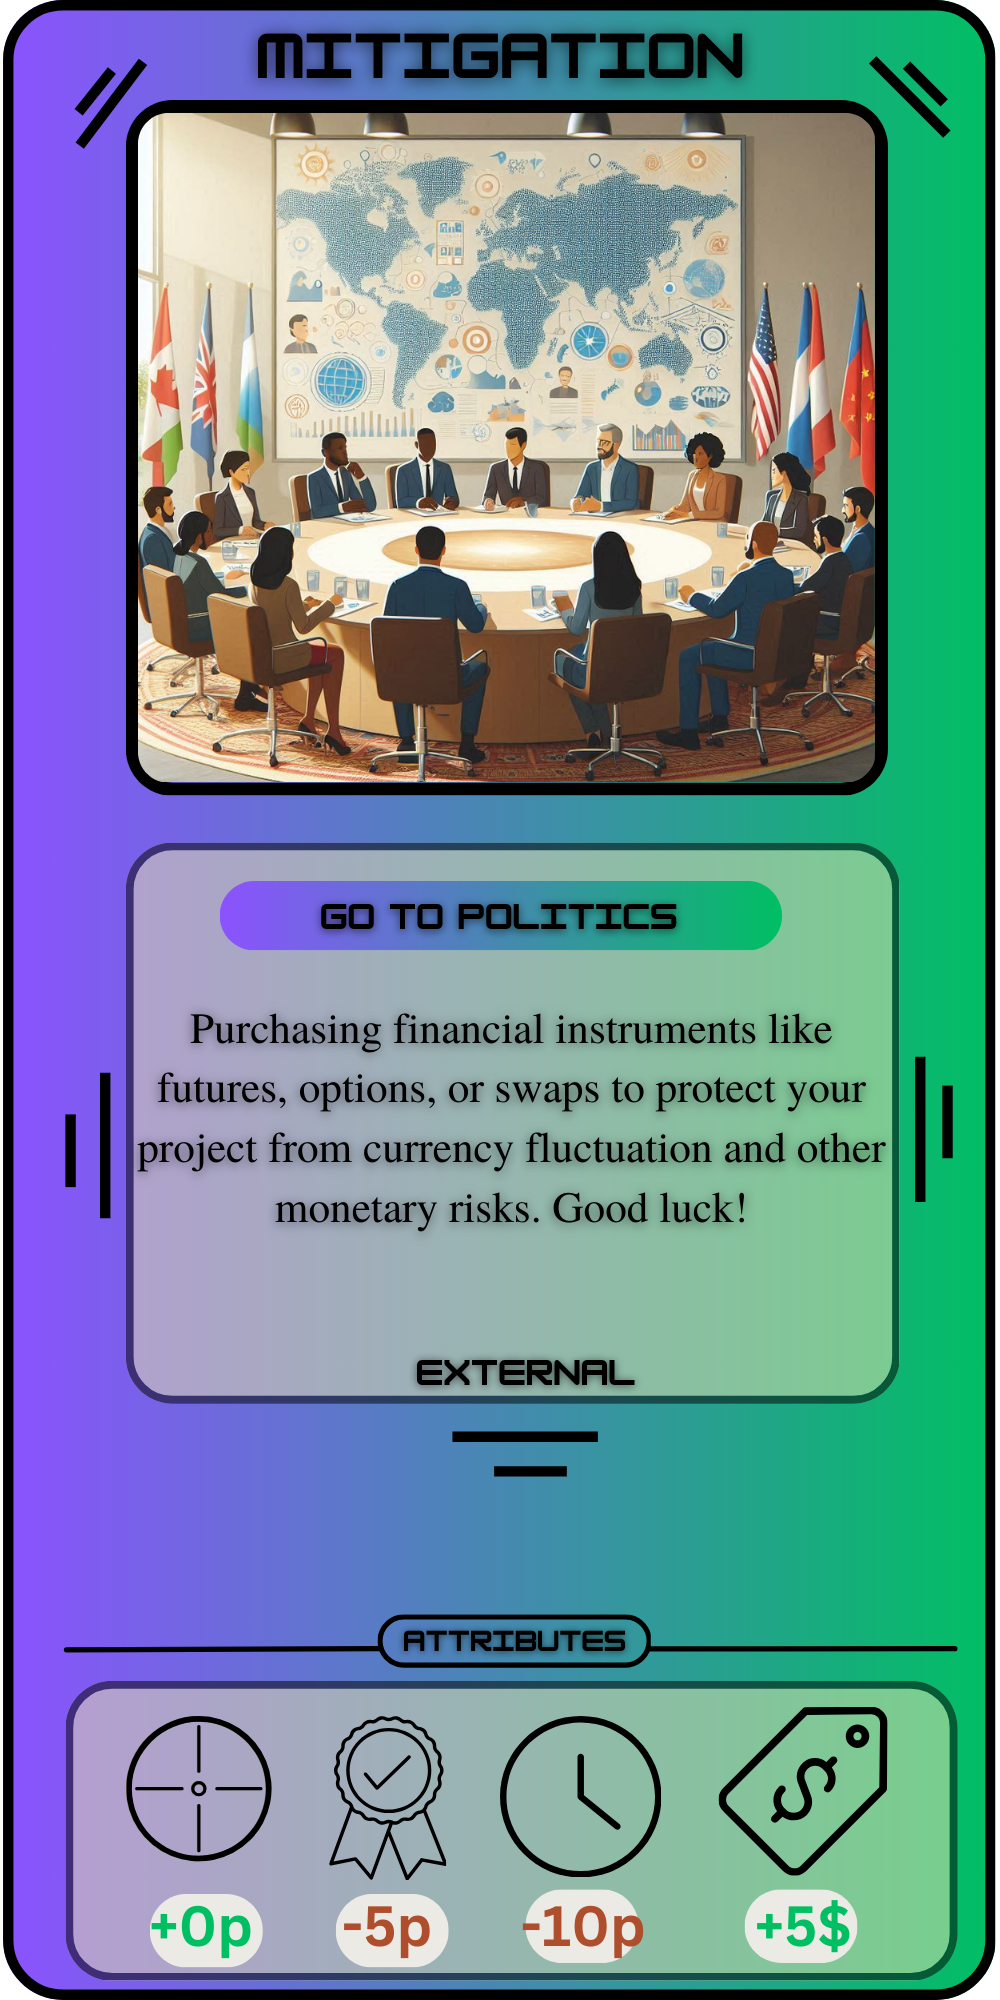 MITIGATION
GO TO POLITICS
Purchasing financial instruments like
futures, options, or swaps to protect your
project from currency fluctuation and other
monetary risks. Good luck!
EXTERNAL
ATTRIBUTES
+0p -5p -10p +5$